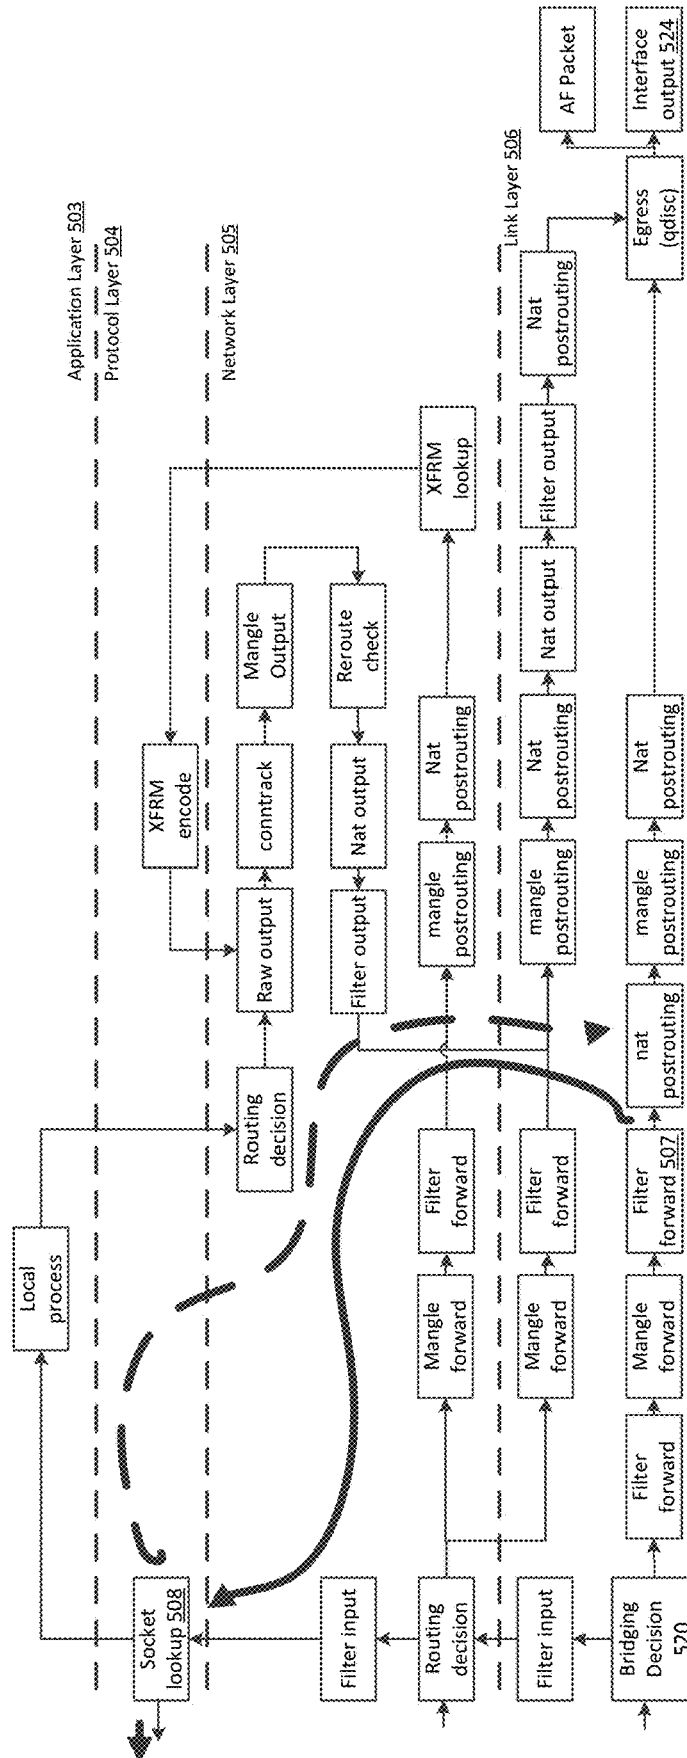 Application Layer 503
Protocol Layer 504
Network Layer 505
Link Layer 506
Local
process
Socket
lookup 508
XFRM
encode
Routing
decision
Raw output
conntrack
Mangle
Output
Filter output
Nat output
Reroute
check
Filter input
Routing
decision
Mangle
forward
Filter
forward
mangle
postrouting
Nat
postrouting
XFRM
lookup
Filter input
Mangle
forward
Filter
forward
mangle
postrouting
Nat
postrouting
Nat output
Filter output
Nat
postrouting
AF Packet
Bridging
Decision
520
Filter
forward
Mangle
forward
Filter
forward 507
nat
postrouting
mangle
postrouting
Nat
postrouting
Egress
(qdisc)
Interface
output 524